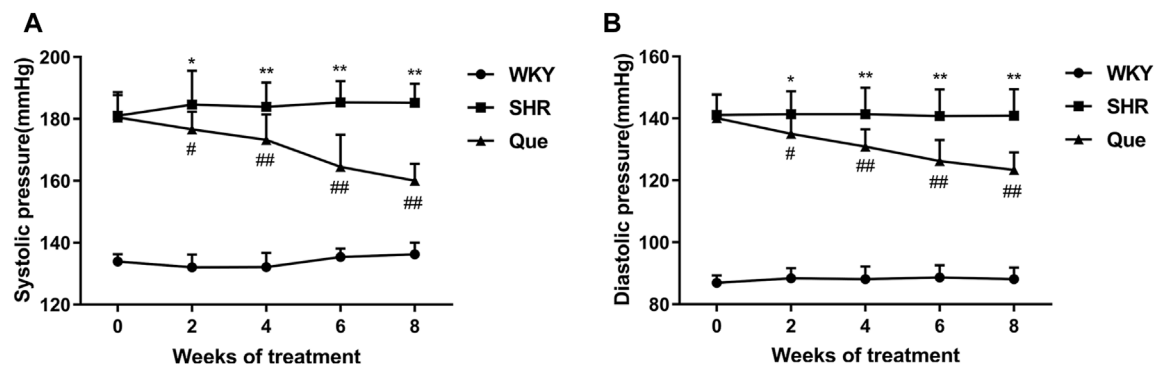 A
Systolic pressure(mmHg)
200
180
160
140
120
* ** ** **
# ## ## ##
0 2 4 6 8
Weeks of treatment
WKY
SHR
Que
B
Diastolic pressure(mmHg)
160
140
120
100
80
* ** ** **
# ## ## ##
0 2 4 6 8
Weeks of treatment
WKY
SHR
Que